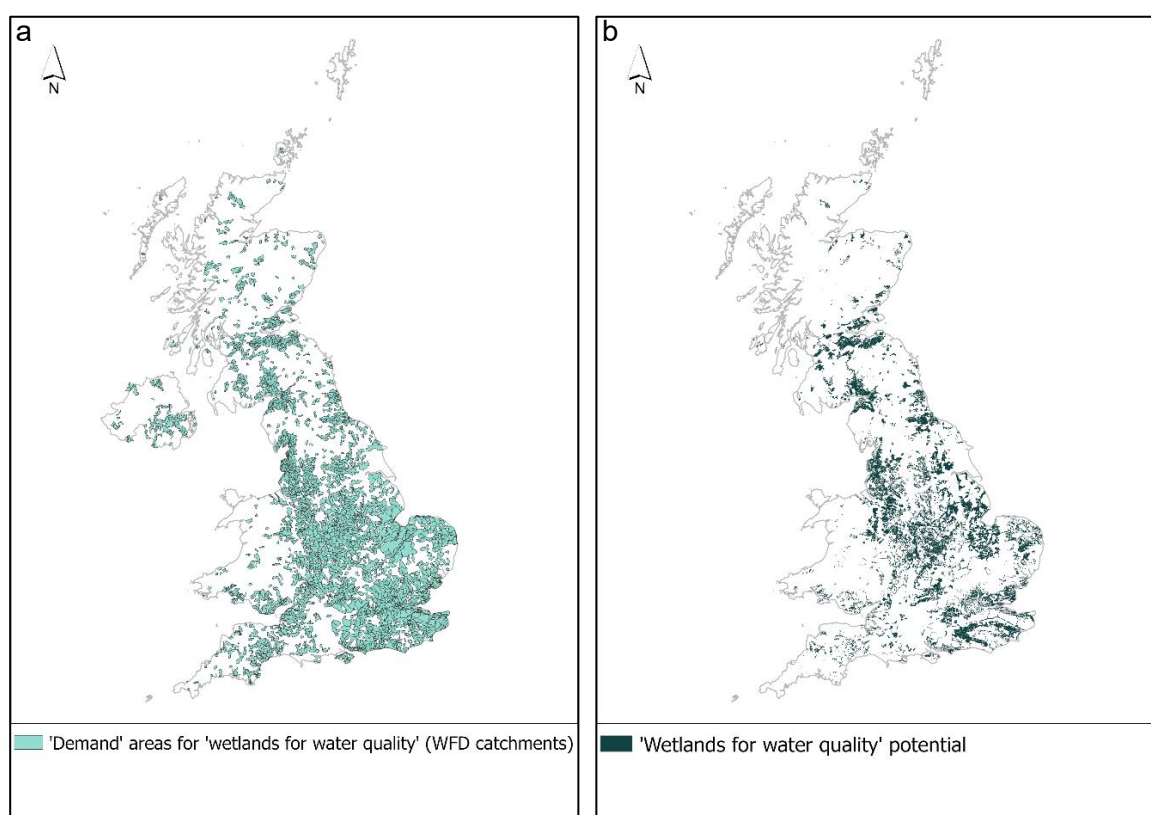 a
N
'Demand' areas for 'wetlands for water quality' (WFD catchments)
b
N
'Wetlands for water quality' potential